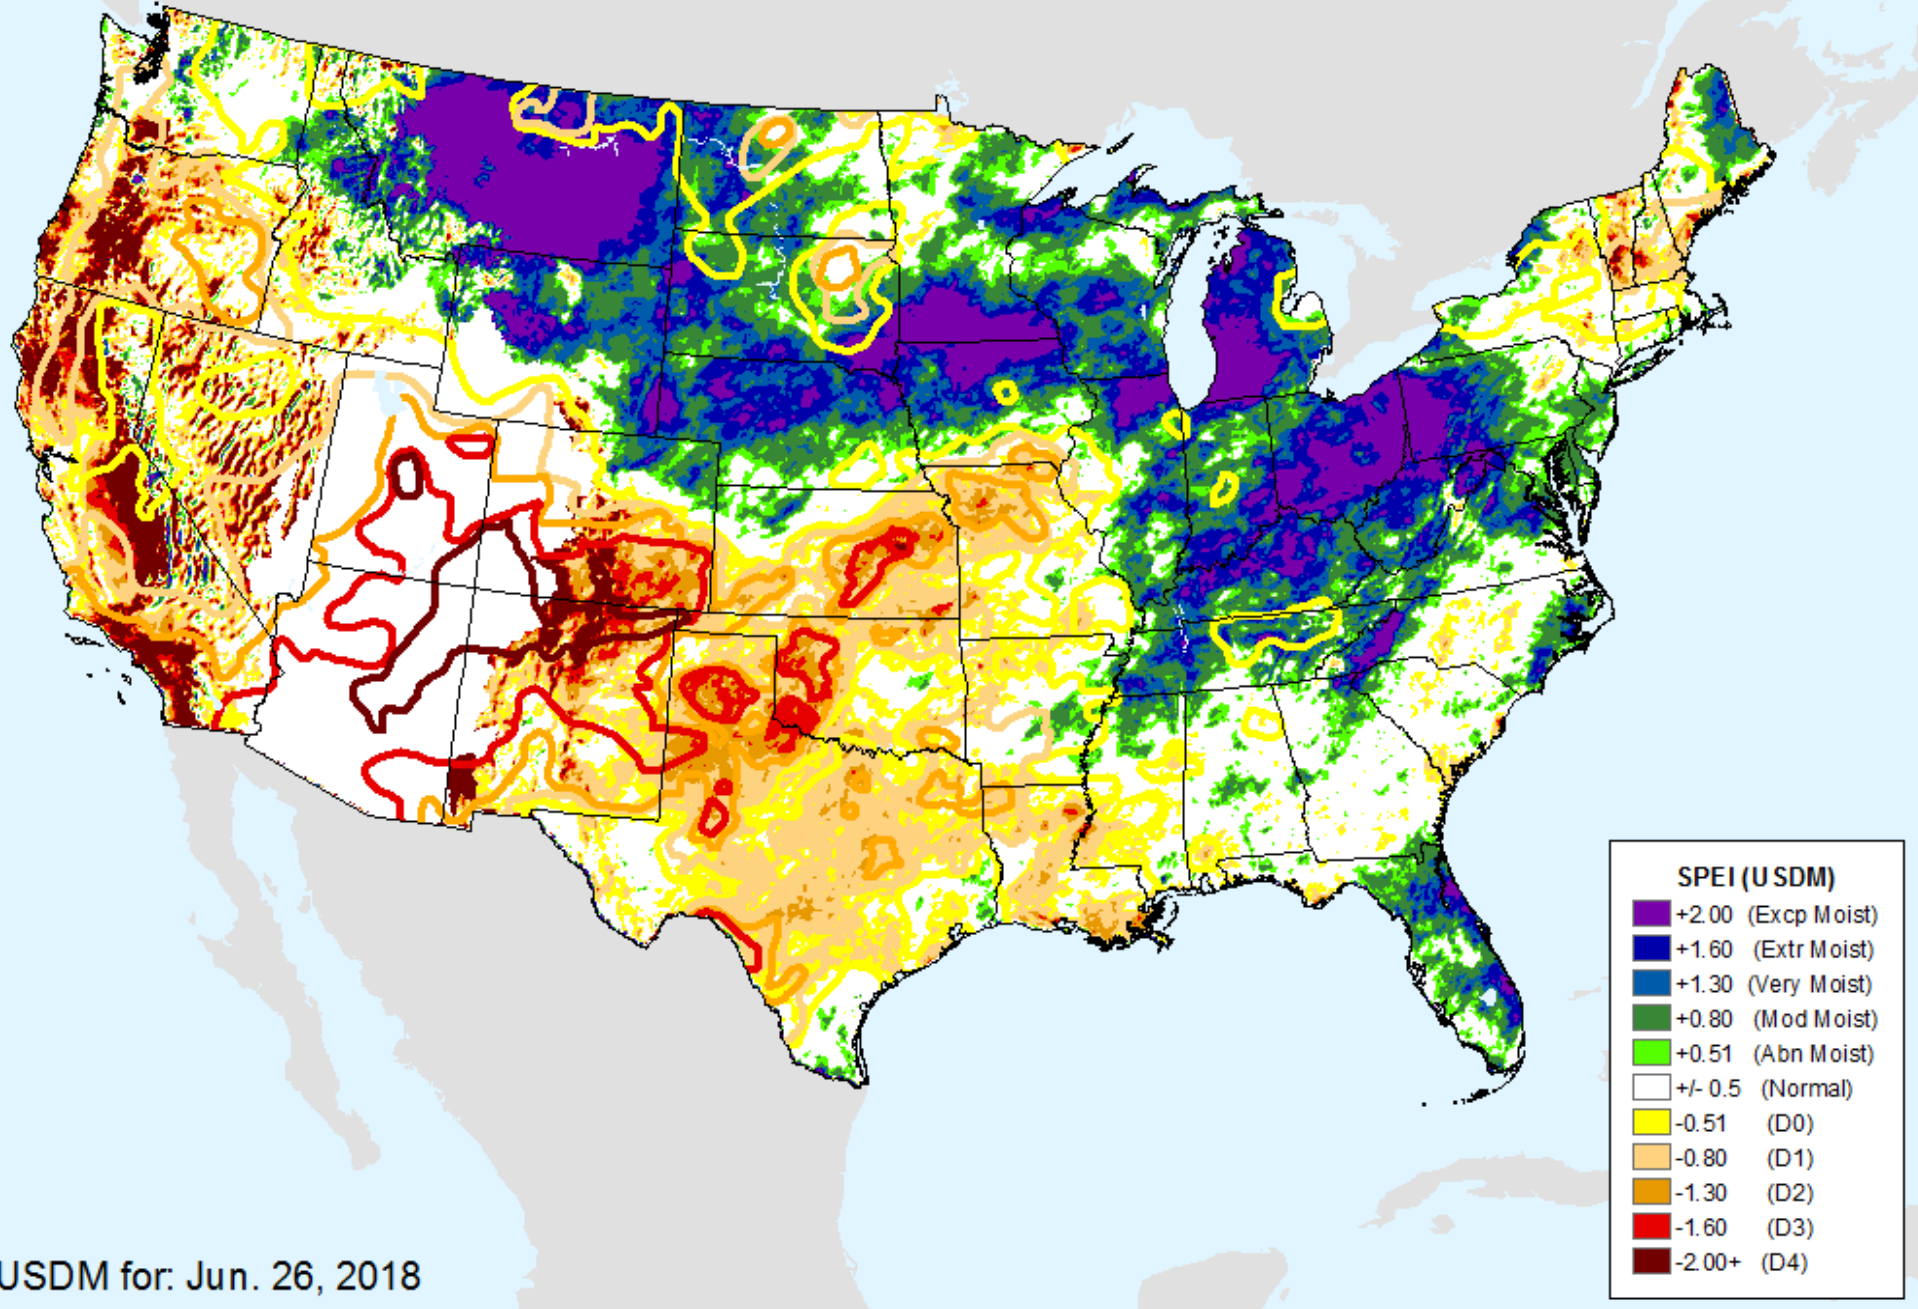 SPEI (USDM)
+2.00 (Excp Moist)
+1.60 (Extr Moist)
+1.30 (Very Moist)
+0.80 (Mod Moist)
+0.51 (Abn Moist)
+/- 0.5 (Normal)
-0.51 (D0)
-0.80 (D1)
-1.30 (D2)
-1.60 (D3)
-2.00+ (D4)
USDM for: Jun. 26, 2018